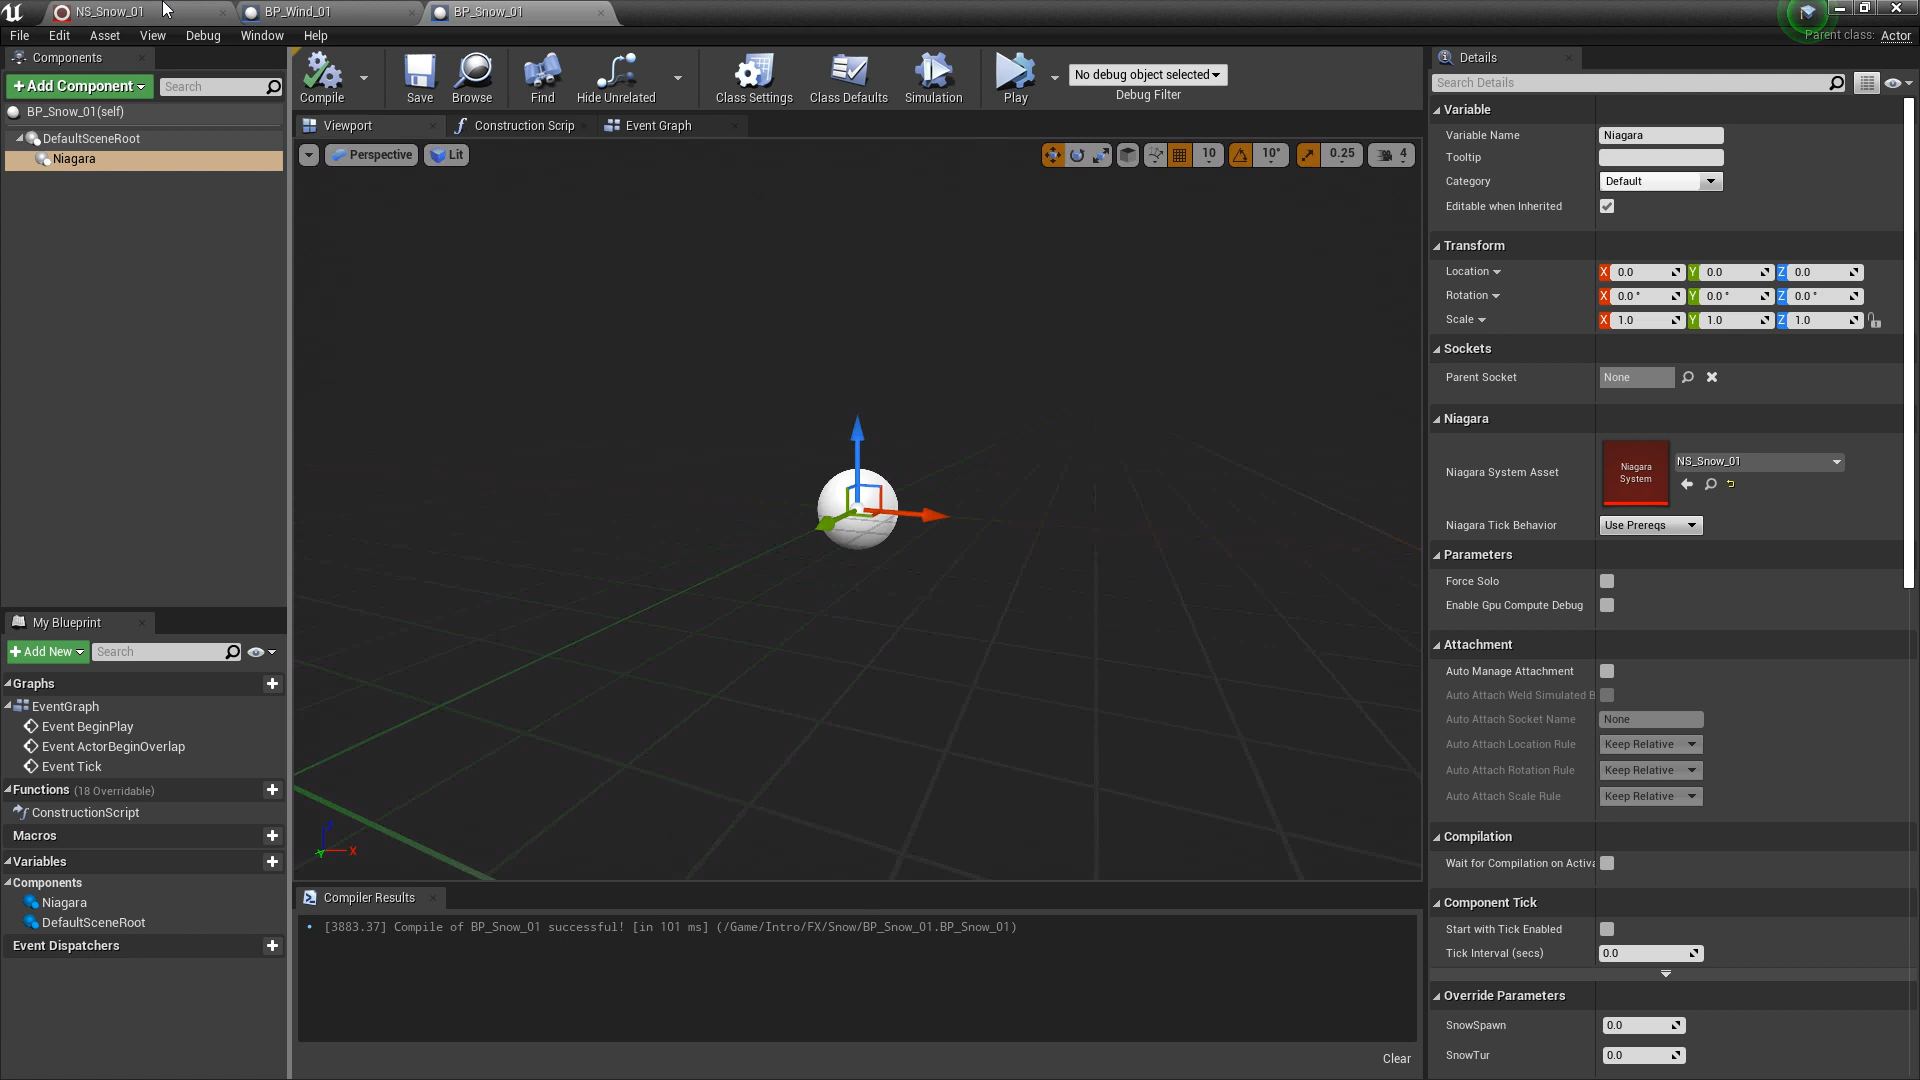 NS_Snow_01
BP_Wind_01
BP_Snow_01
File Edit Asset View Debug Window Help
Parent class: Actor
Components
Add Component
Search
BP_Snow_01(self)
DefaultSceneRoot
Niagara
Compile
Save
Browse
Find
Hide Unrelated
Class Settings
Class Defaults
Simulation
Play
No debug object selected
Debug Filter
Viewport
Construction Scrip
Event Graph
Perspective
Lit
10
10°
0.25
4
X
My Blueprint
Add New
Search
Graphs
EventGraph
Event BeginPlay
Event ActorBeginOverlap
Event Tick
Functions (18 Overridable)
ConstructionScript
Macros
Variables
Components
Niagara
DefaultSceneRoot
Event Dispatchers
Compiler Results
[3883.37] Compile of BP_Snow_01 successful! [in 101 ms] (/Game/Intro/FX/Snow/BP_Snow_01.BP_Snow_01)
Clear
Details
Search Details
Variable
Variable Name Niagara
Tooltip
Category Default
Editable when Inherited
Transform
Location X 0.0 Y 0.0 Z 0.0
Rotation X 0.0 ° Y 0.0 ° Z 0.0 °
Scale X 1.0 Y 1.0 Z 1.0
Sockets
Parent Socket None
Niagara
Niagara System Asset
Niagara
System
NS_Snow_01
Niagara Tick Behavior Use Prereqs
Parameters
Force Solo
Enable Gpu Compute Debug
Attachment
Auto Manage Attachment
Auto Attach Weld Simulated B
Auto Attach Socket Name None
Auto Attach Location Rule Keep Relative
Auto Attach Rotation Rule Keep Relative
Auto Attach Scale Rule Keep Relative
Compilation
Wait for Compilation on Activa
Component Tick
Start with Tick Enabled
Tick Interval (secs) 0.0
Override Parameters
SnowSpawn 0.0
SnowTur 0.0